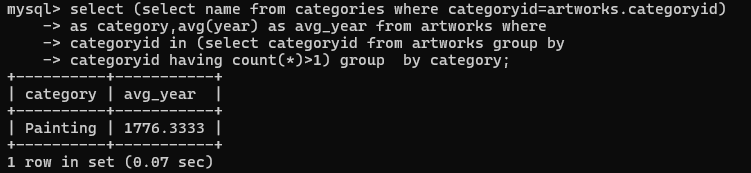 mysql> select (select name from categories where categoryid=artworks.categoryid)
    -> as category,avg(year) as avg_year from artworks where
    -> categoryid in (select categoryid from artworks group by
    -> categoryid having count(*)>1) group  by category;
+----------+-----------+
| category | avg_year  |
+----------+-----------+
| Painting | 1776.3333 |
+----------+-----------+
1 row in set (0.07 sec)